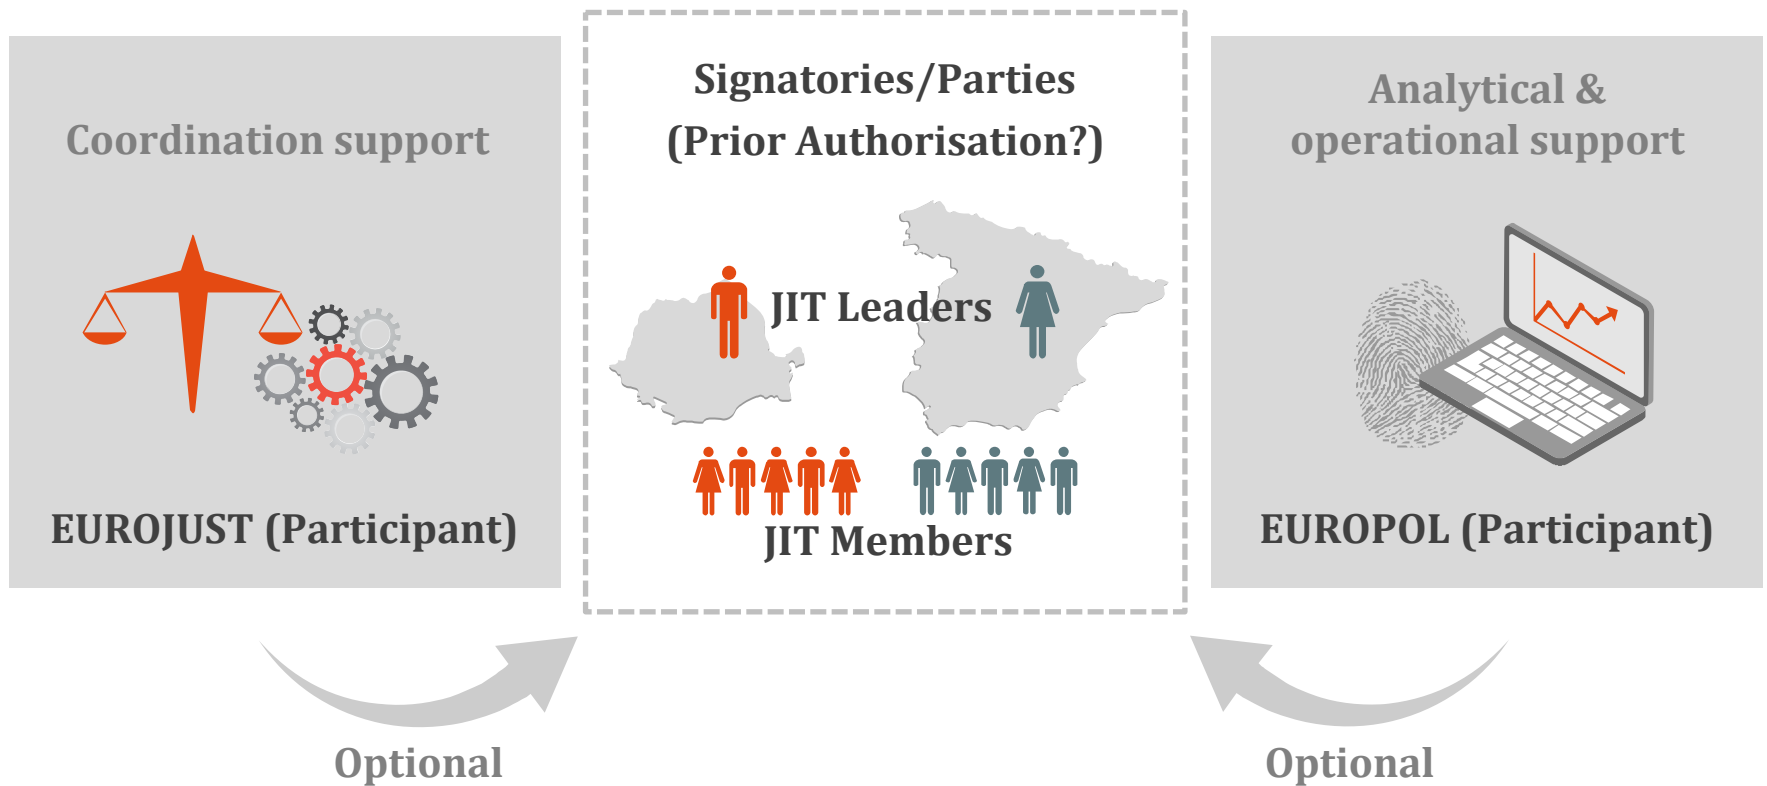 Coordination support
EUROJUST (Participant)
Optional
Signatories/Parties
(Prior Authorisation?)
JIT Leaders
JIT Members
Analytical &
operational support
EUROPOL (Participant)
Optional